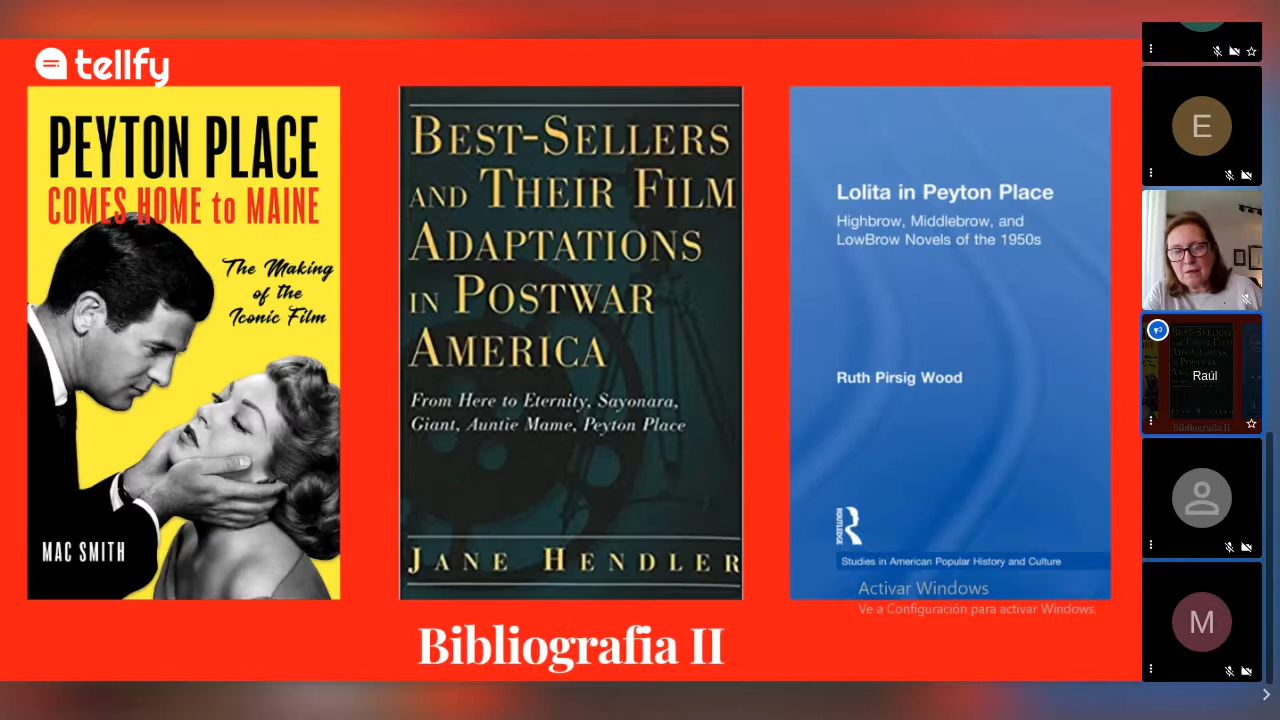 tellfy
PEYTON PLACE
COMES HOME to MAINE
The Making
of the
Iconic Film
MAC SMITH
BEST-SELLERS
AND THEIR FILM
ADAPTATIONS
IN POSTWAR
AMERICA
From Here to Eternity, Sayonara,
Giant, Auntie Mame, Peyton Place
JANE HENDLER
Lolita in Peyton Place
Highbrow, Middlebrow, and
LowBrow Novels of the 1950s
Ruth Pirsig Wood
ROUTLEDGE
Studies in American Popular History and Culture
Activar Windows
Ve a Configuración para activar Windows.
Bibliografia II
E
Raúl
Bibliografia II
M